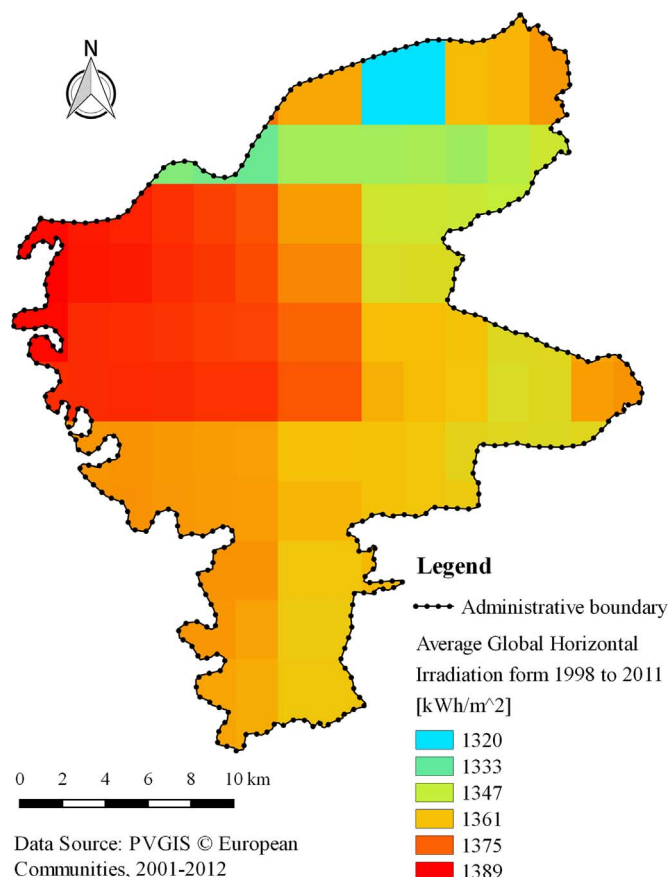 N
Legend
Administrative boundary
Average Global Horizontal
Irradiation form 1998 to 2011
[kWh/m^2]
1320
1333
1347
1361
1375
1389
0 2 4 6 8 10 km
Data Source: PVGIS © European
Communities, 2001-2012